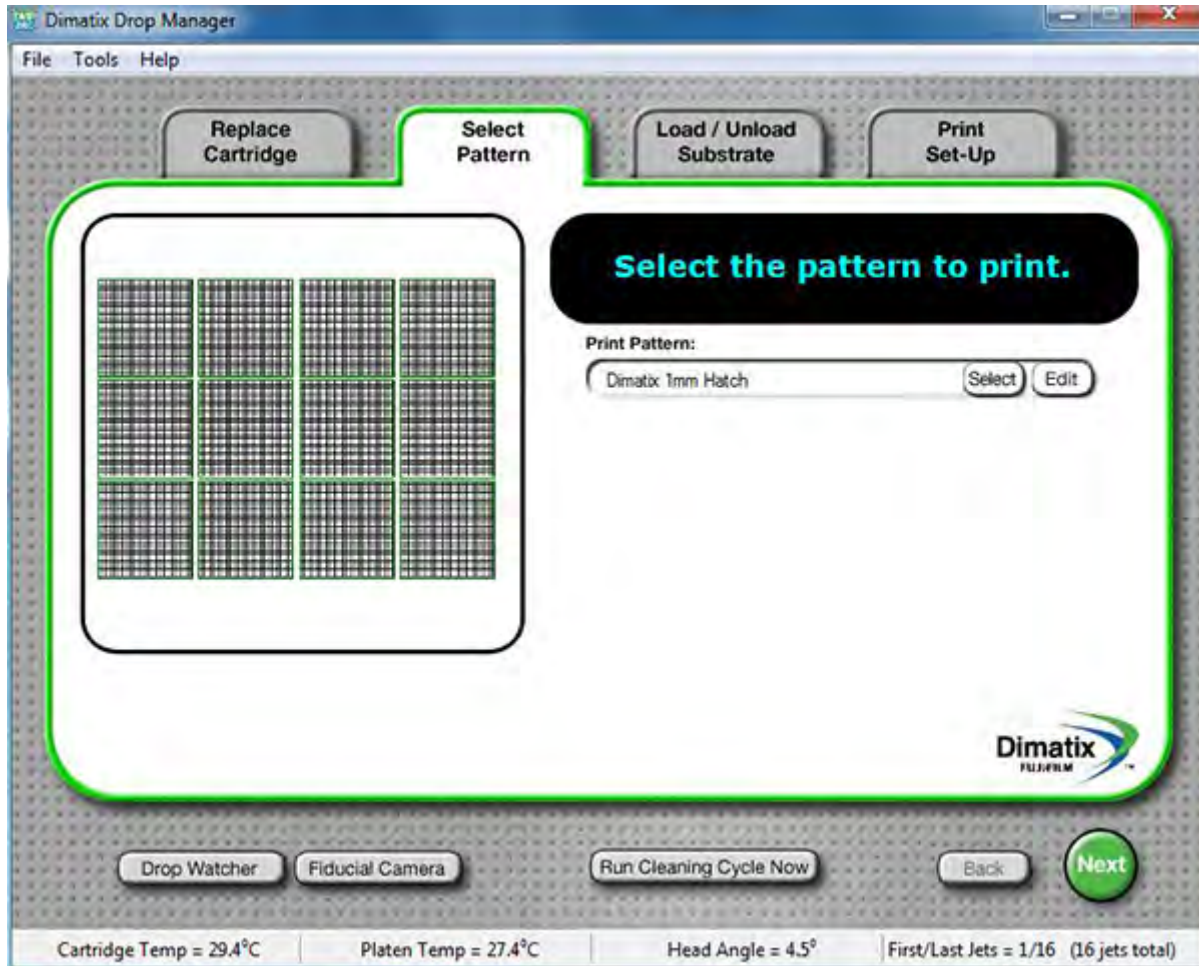 Dimatix Drop Manager
File Tools Help
Replace
Cartridge
Select
Pattern
Load / Unload
Substrate
Print
Set-Up
Select the pattern to print.
Print Pattern:
Dimatix 1mm Hatch
Select
Edit
Dimatix
FUJIFILM
™
Drop Watcher
Fiducial Camera
Run Cleaning Cycle Now
Back
Next
Cartridge Temp = 29.4°C
Platen Temp = 27.4°C
Head Angle = 4.5°
First/Last Jets = 1/16 (16 jets total)